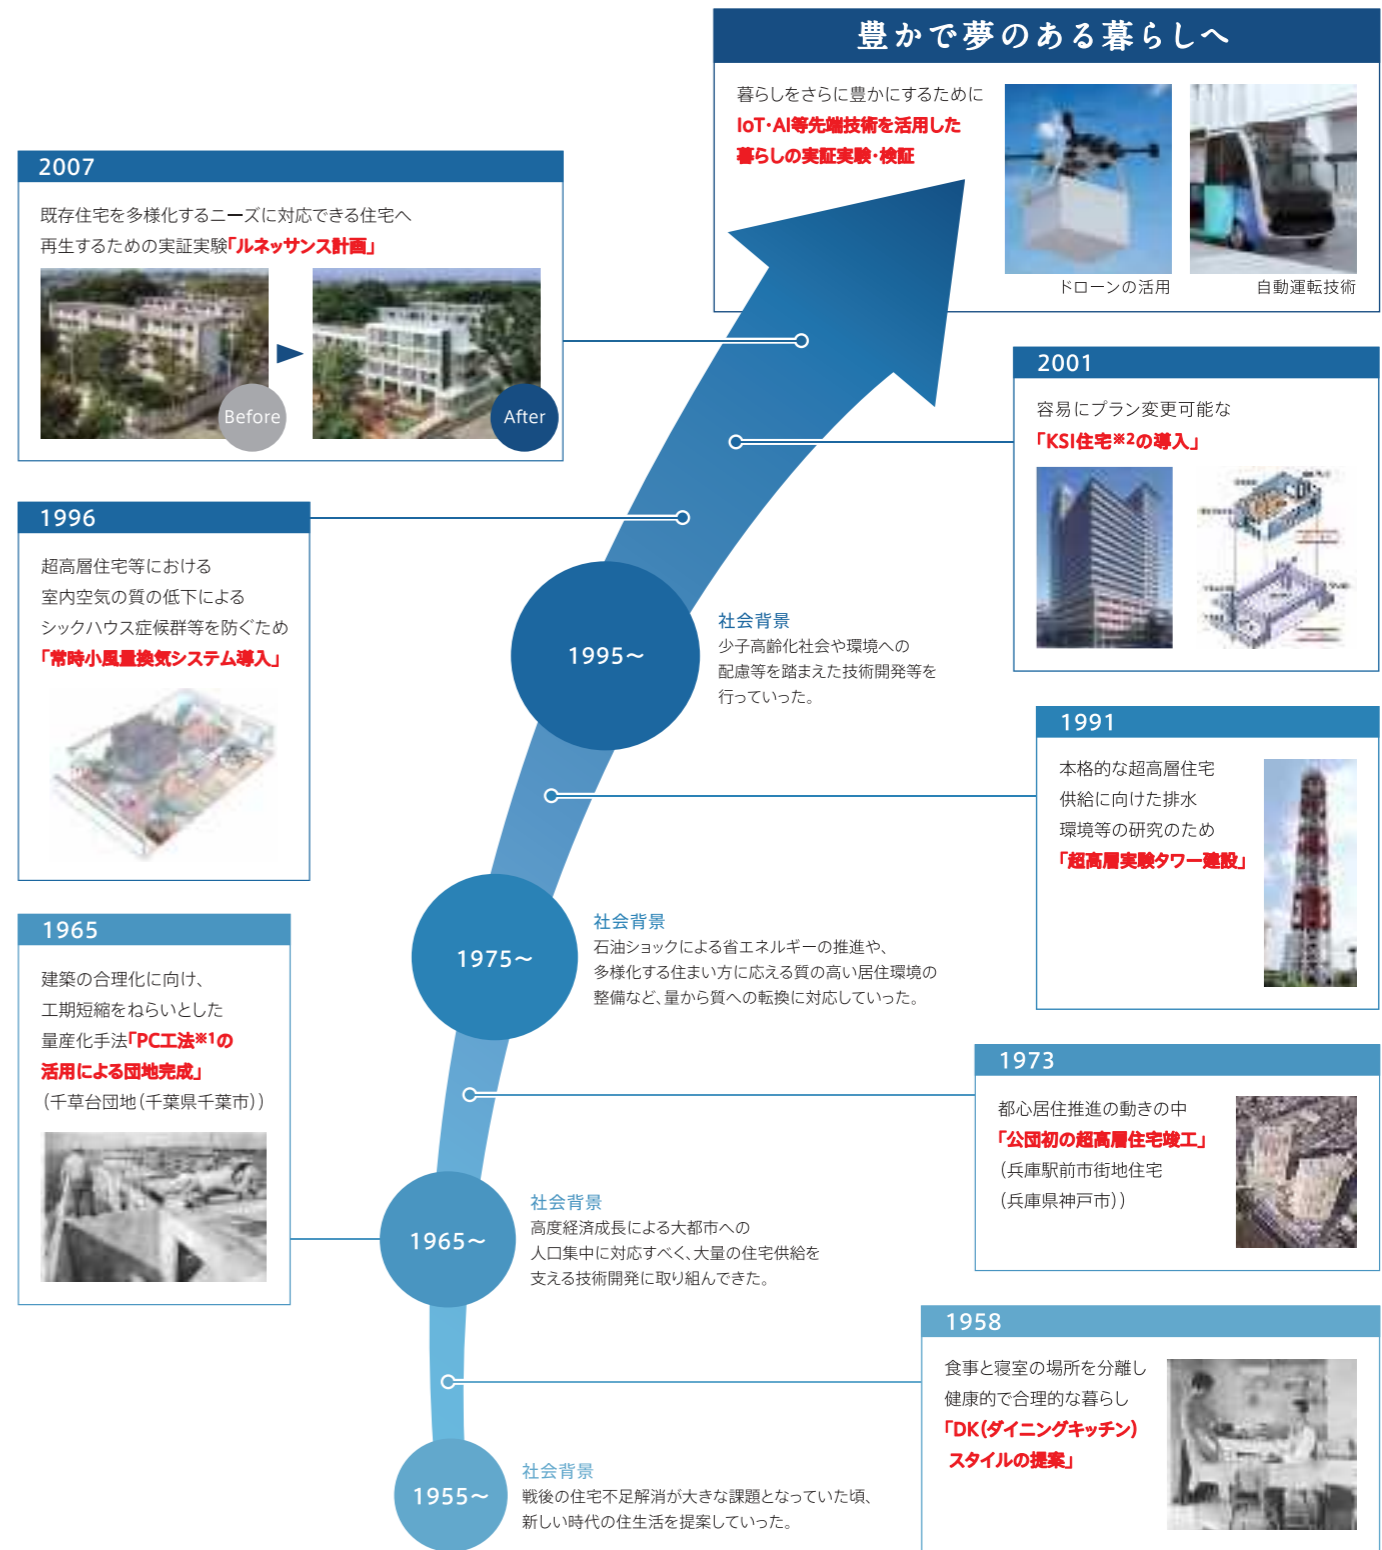 豊かで夢のある暮らしへ
暮らしをさらに豊かにするために
IoT・AI等先端技術を活用した
暮らしの実証実験・検証
ドローンの活用
自動運転技術
2007
既存住宅を多様化するニーズに対応できる住宅へ
再生するための実証実験「ルネッサンス計画」
Before
After
2001
容易にプラン変更可能な
「KSI住宅※2の導入」
1996
超高層住宅等における
室内空気の質の低下による
シックハウス症候群等を防ぐため
「常時小風量換気システム導入」
1995～
社会背景
少子高齢化社会や環境への
配慮等を踏まえた技術開発等を
行っていった。
1991
本格的な超高層住宅
供給に向けた排水
環境等の研究のため
「超高層実験タワー建設」
1975～
社会背景
石油ショックによる省エネルギーの推進や、
多様化する住まい方に応える質の高い居住環境の
整備など、量から質への転換に対応していった。
1965
建築の合理化に向け、
工期短縮をねらいとした
量産化手法「PC工法※1の
活用による団地完成」
（千草台団地（千葉県千葉市））
1973
都心居住推進の動きの中
「公団初の超高層住宅竣工」
（兵庫駅前市街地住宅
（兵庫県神戸市））
1965～
社会背景
高度経済成長による大都市への
人口集中に対応すべく、大量の住宅供給を
支える技術開発に取り組んできた。
1958
食事と寝室の場所を分離し
健康的で合理的な暮らし
「DK(ダイニングキッチン)
スタイルの提案」
1955～
社会背景
戦後の住宅不足解消が大きな課題となっていた頃、
新しい時代の住生活を提案していった。